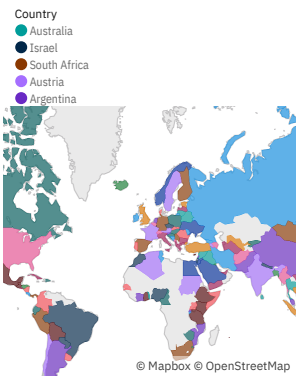 Country
Australia
Israel
South Africa
Austria
Argentina
© Mapbox © OpenStreetMap